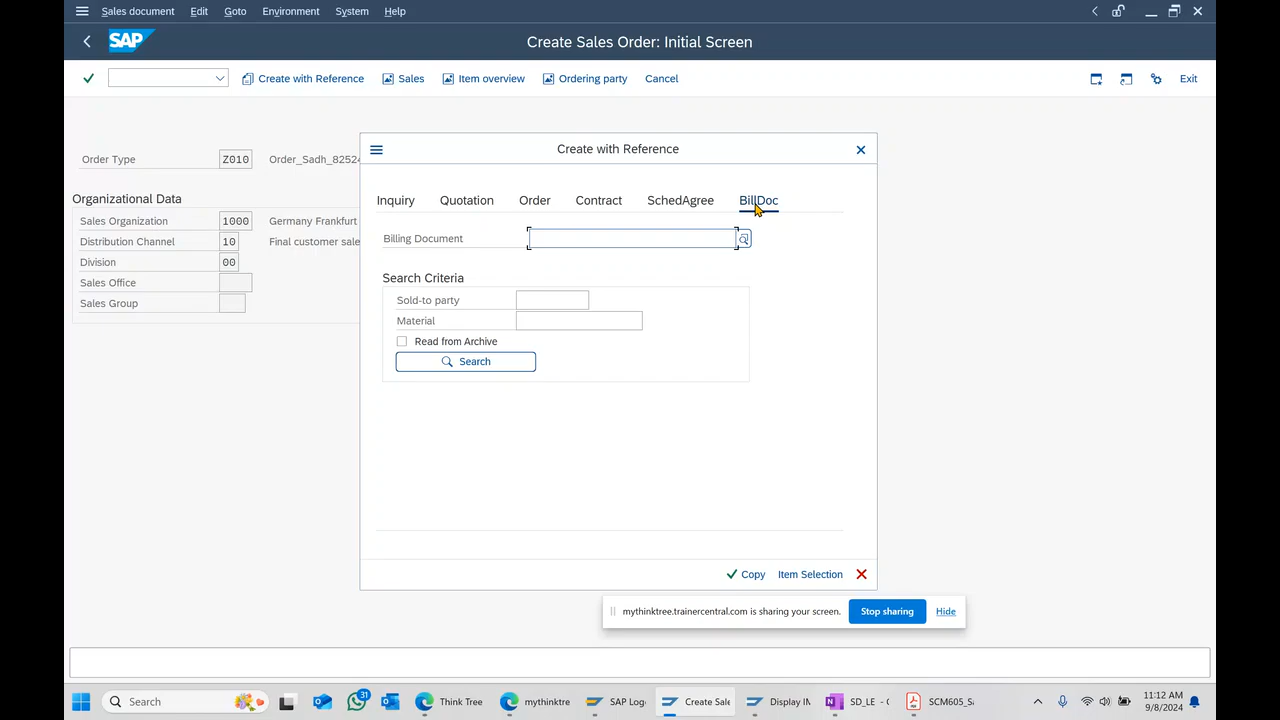 Sales document Edit Goto Environment System Help
SAP Create Sales Order: Initial Screen
Create with Reference Sales Item overview Ordering party Cancel Exit
Create with Reference
Order Type Z010 Order_Sadh_82524
Organizational Data
Sales Organization 1000 Germany Frankfurt
Distribution Channel 10 Final customer sale
Division 00
Sales Office
Sales Group
Inquiry Quotation Order Contract SchedAgree BillDoc
Billing Document
Search Criteria
Sold-to party
Material
Read from Archive
Search
Copy Item Selection
mythinktree.trainercentral.com is sharing your screen. Stop sharing Hide
Search 31 Think Tree mythinktre SAP Log Create Sale Display IN SD_LE - C SCM605_Sa 11:12 AM
9/8/2024